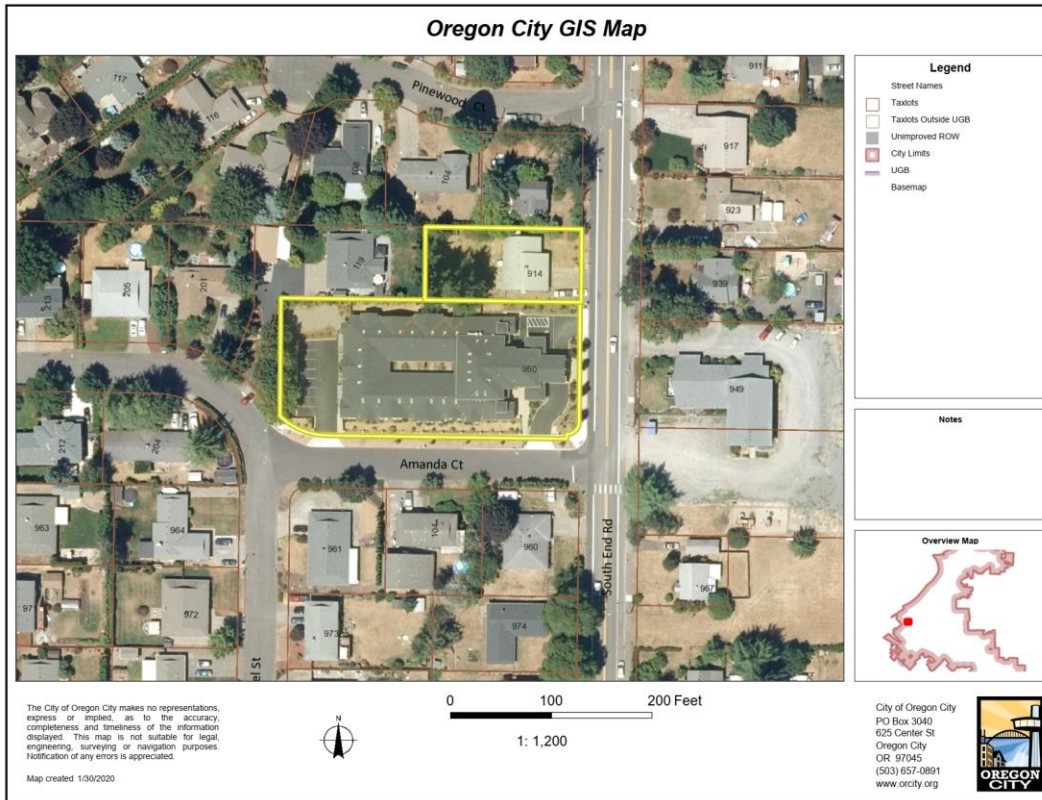 Oregon City GIS Map
Pinewood Ct
117
116
108
104
911
917
923
914
119
939
205
201
213
950
949
212
204
Amanda Ct
963
964
961
960
South End Rd
967
972
973
974
el St
Legend
Street Names
Taxlots
Taxlots Outside UGB
Unimproved ROW
City Limits
UGB
Basemap
Notes
Overview Map
The City of Oregon City makes no representations,
express or implied, as to the accuracy,
completeness and timeliness of the information
displayed. This map is not suitable for legal,
engineering, surveying or navigation purposes.
Notification of any errors is appreciated.
Map created 1/30/2020
N
0 100 200 Feet
1: 1,200
City of Oregon City
PO Box 3040
625 Center St
Oregon City
OR 97045
(503) 657-0891
www.orcity.org
OREGON
CITY